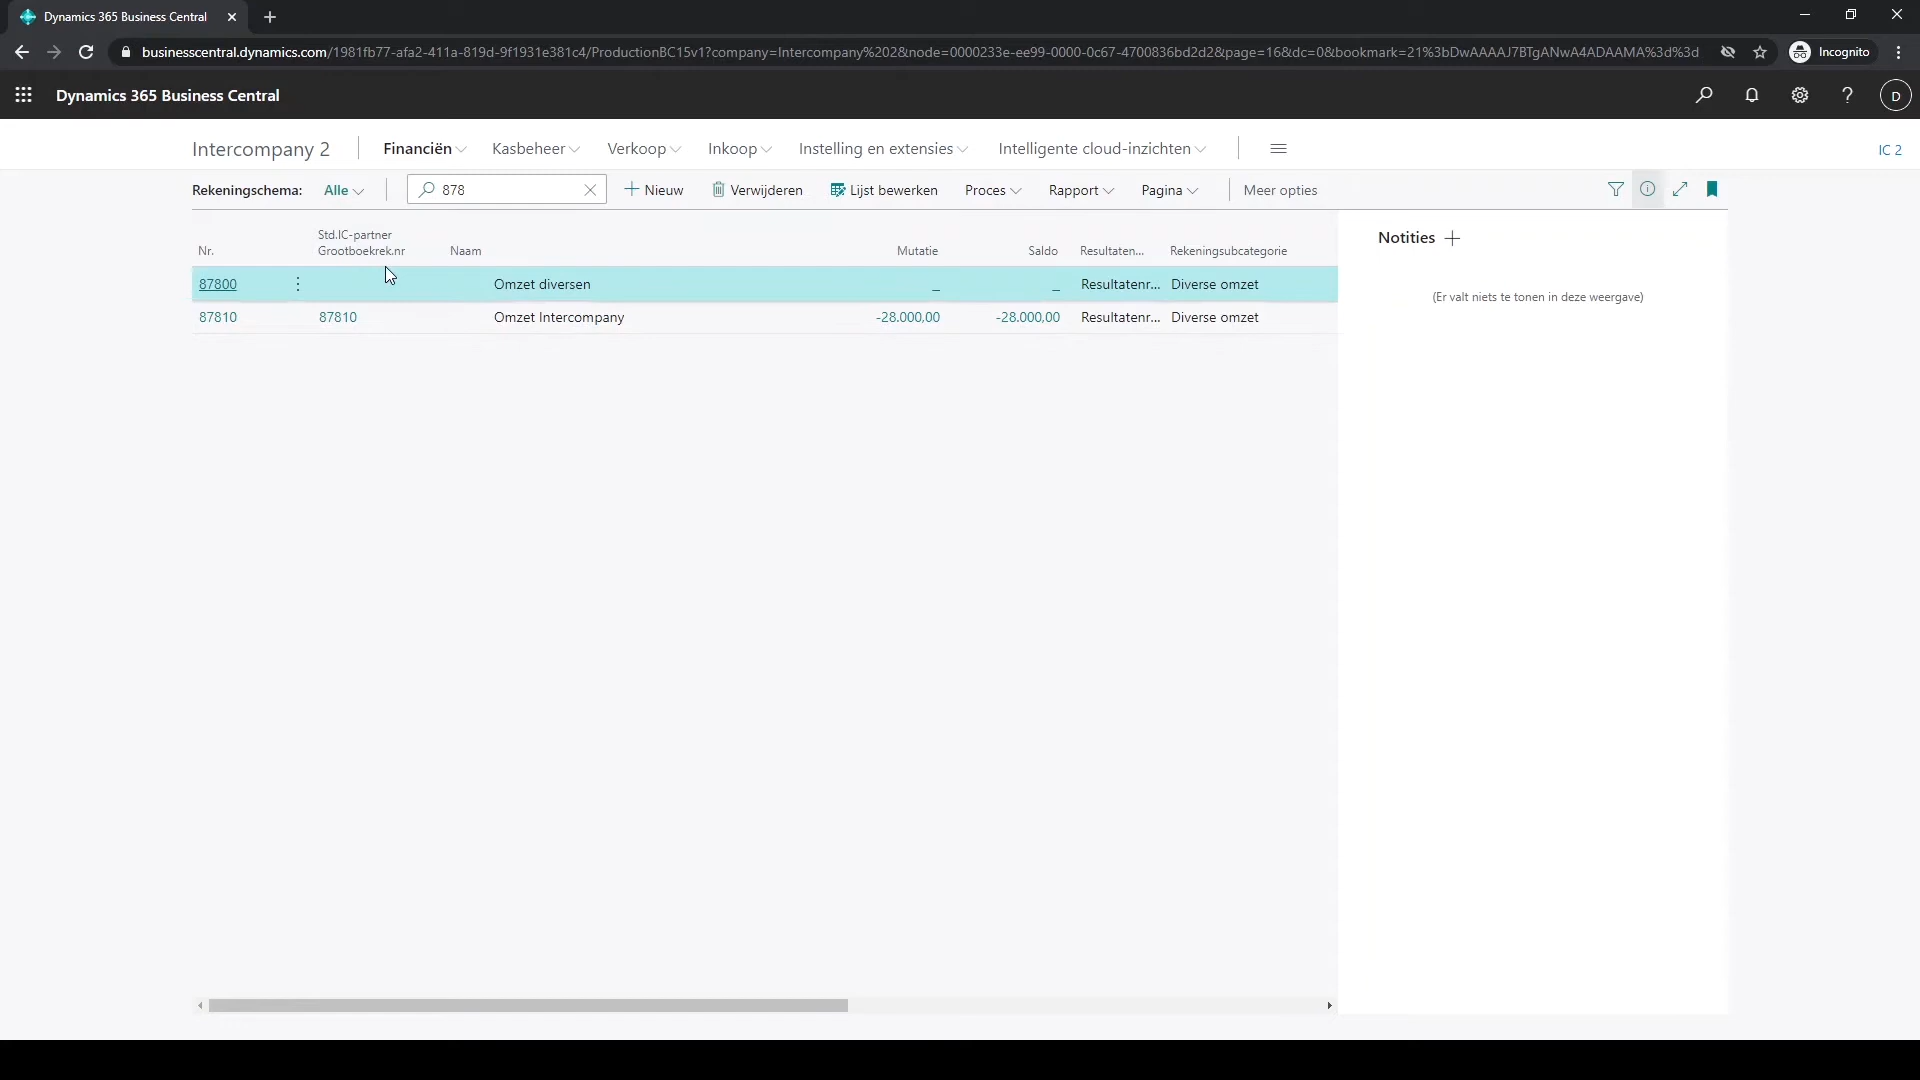 Dynamics 365 Business Central
businesscentral.dynamics.com/1981fb77-afa2-411a-819d-9f1931e381c4/ProductionBC15v1?company=Intercompany%202&node=0000233e-ee99-0000-0c67-4700836bd2d2&page=16&dc=0&bookmark=21%3bDwAAAAJ7BTgANwA4ADAAMA%3d%3d
Incognito
Dynamics 365 Business Central
D
Intercompany 2 Financiën Kasbeheer Verkoop Inkoop Instelling en extensies Intelligente cloud-inzichten
IC 2
Rekeningschema: Alle 878 Nieuw Verwijderen Lijst bewerken Proces Rapport Pagina Meer opties
Nr. Std.IC-partner Grootboekrek.nr Naam Mutatie Saldo Resultaten... Rekeningsubcategorie
87800 Omzet diversen _ _ Resultatenr... Diverse omzet
87810 87810 Omzet Intercompany -28.000,00 -28.000,00 Resultatenr... Diverse omzet
Notities
(Er valt niets te tonen in deze weergave)